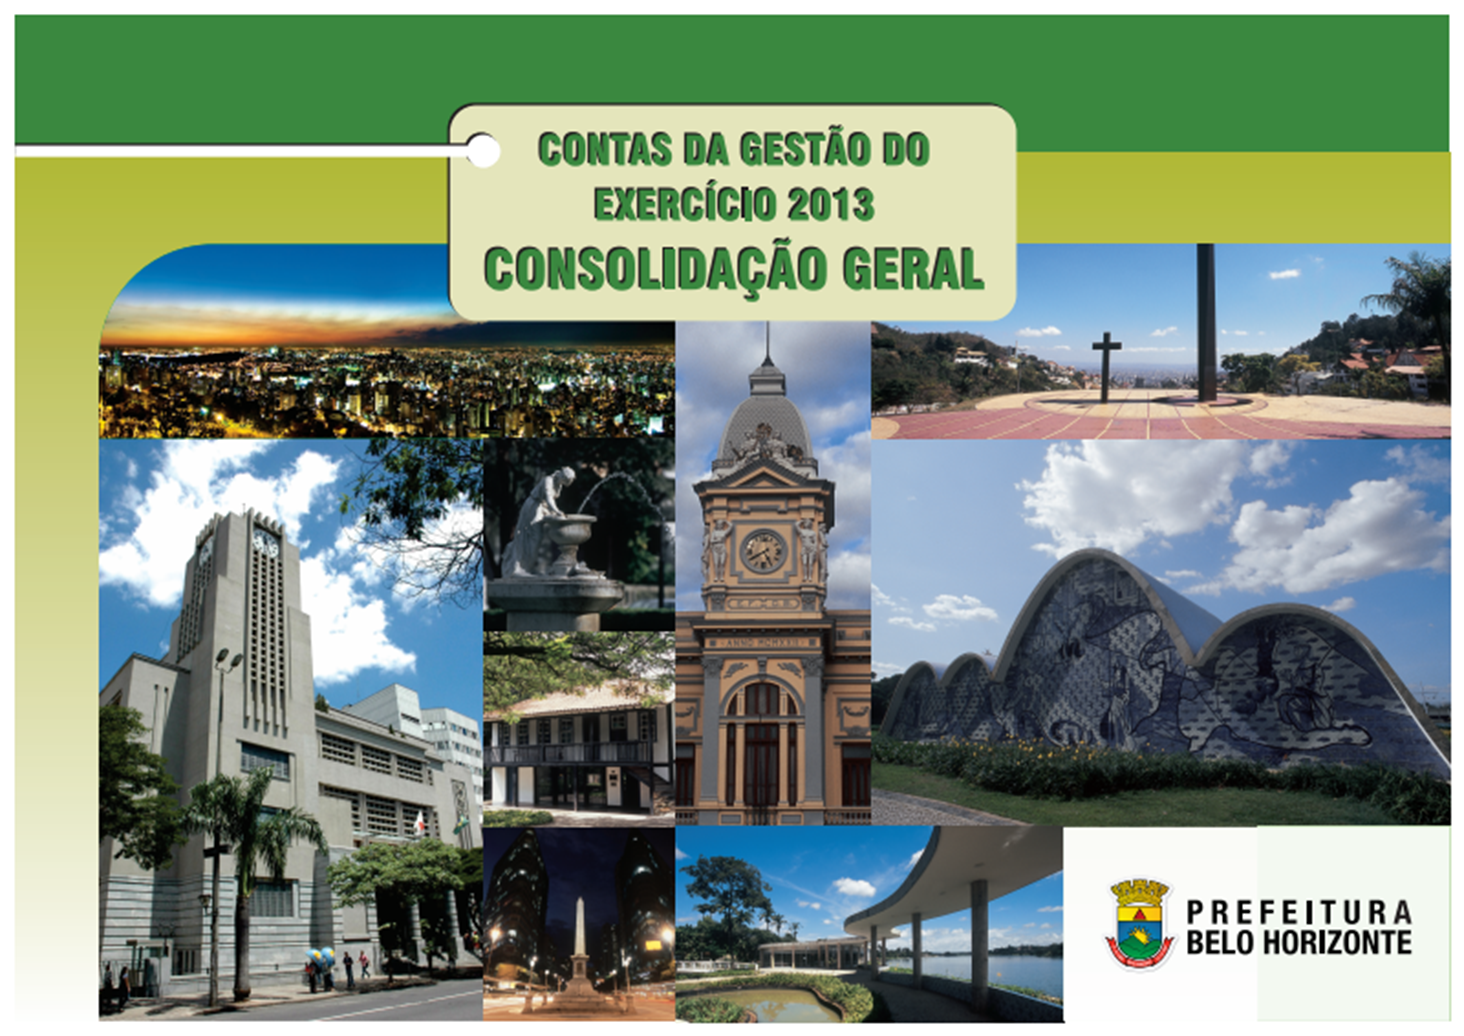 CONTAS DA GESTÃO DO
EXERCÍCIO 2013
CONSOLIDAÇÃO GERAL
PREFEITURA
BELO HORIZONTE